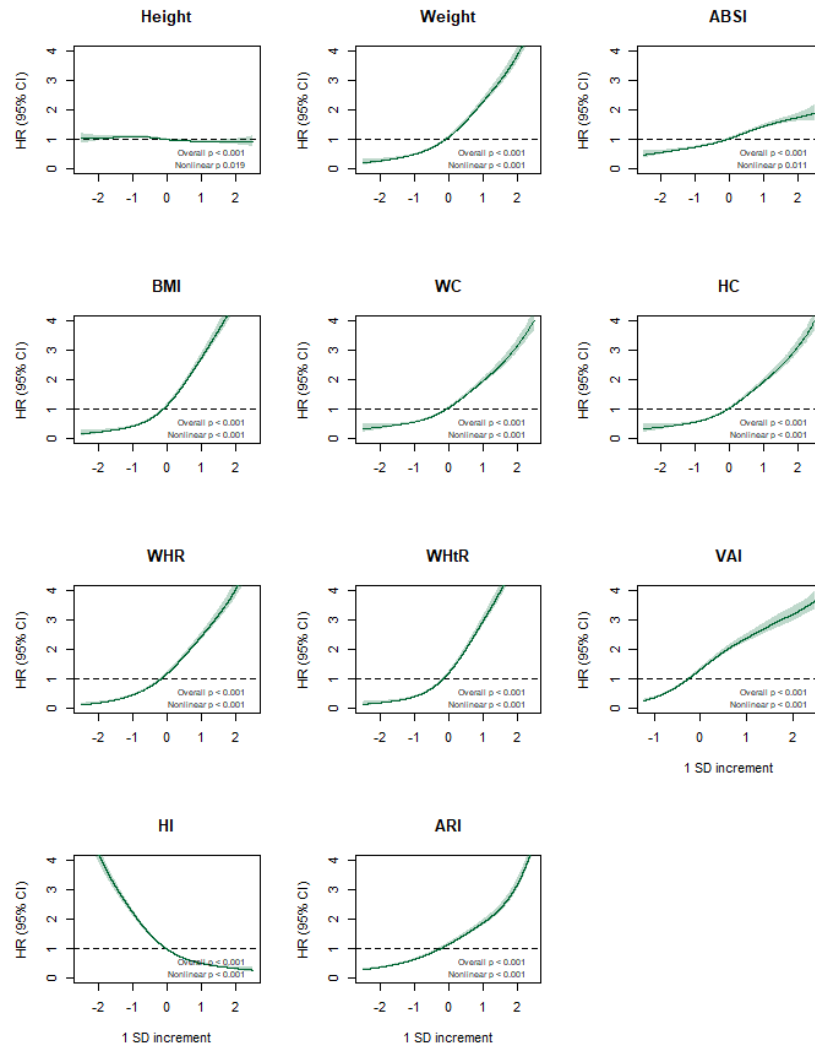 Height
HR (95% CI)
4
3
2
1
0
Overall p < 0.001
Nonlinear p 0.019
-2 -1 0 1 2
Weight
HR (95% CI)
4
3
2
1
0
Overall p < 0.001
Nonlinear p < 0.001
-2 -1 0 1 2
ABSI
HR (95% CI)
4
3
2
1
0
Overall p < 0.001
Nonlinear p 0.011
-2 -1 0 1 2
BMI
HR (95% CI)
4
3
2
1
0
Overall p < 0.001
Nonlinear p < 0.001
-2 -1 0 1 2
WC
HR (95% CI)
4
3
2
1
0
Overall p < 0.001
Nonlinear p < 0.001
-2 -1 0 1 2
HC
HR (95% CI)
4
3
2
1
0
Overall p < 0.001
Nonlinear p < 0.001
-2 -1 0 1 2
WHR
HR (95% CI)
4
3
2
1
0
Overall p < 0.001
Nonlinear p < 0.001
-2 -1 0 1 2
WHtR
HR (95% CI)
4
3
2
1
0
Overall p < 0.001
Nonlinear p < 0.001
-2 -1 0 1 2
VAI
HR (95% CI)
4
3
2
1
0
Overall p < 0.001
Nonlinear p < 0.001
-1 0 1 2
1 SD increment
HI
HR (95% CI)
4
3
2
1
0
Overall p < 0.001
Nonlinear p < 0.001
-2 -1 0 1 2
1 SD increment
ARI
HR (95% CI)
4
3
2
1
0
Overall p < 0.001
Nonlinear p < 0.001
-2 -1 0 1 2
1 SD increment